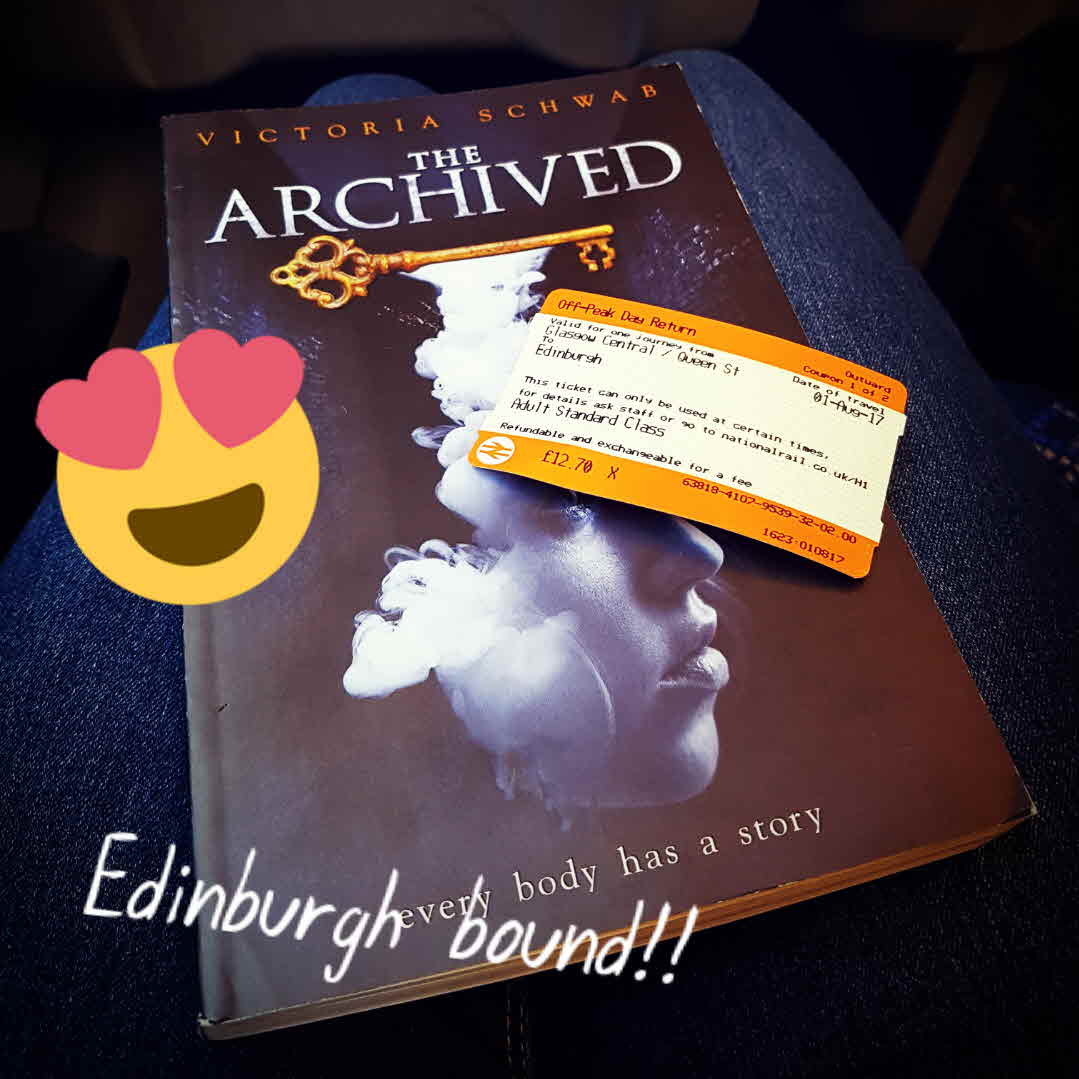 VICTORIA SCHWAB
THE
ARCHIVED
Off-Peak Day Return
Outward
Coupon 1 of 2
Valid for one journey from
Glasgow Central / Queen St
To
Edinburgh
Date of travel
01-Aug-17
This ticket can only be used at certain times,
for details ask staff or go to nationalrail.co.uk/H1
Adult Standard Class
Refundable and exchangeable for a fee
£12.70 X
63818-4107-9539-32-02.00
1623:010817
every body has a story
Edinburgh bound!!